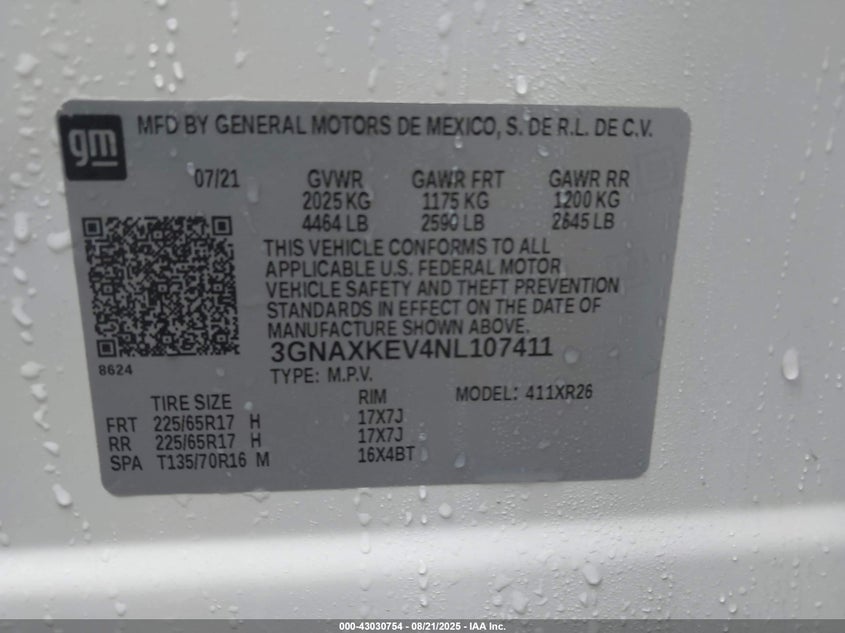 gm
MFD BY GENERAL MOTORS DE MEXICO, S. DE R.L. DE C.V.
07/21 GVWR GAWR FRT GAWR RR
2025 KG 1175 KG 1200 KG
4464 LB 2590 LB 2645 LB
THIS VEHICLE CONFORMS TO ALL
APPLICABLE U.S. FEDERAL MOTOR
VEHICLE SAFETY AND THEFT PREVENTION
STANDARDS IN EFFECT ON THE DATE OF
MANUFACTURE SHOWN ABOVE.
3GNAXKEV4NL107411
8624
TYPE: M.P.V.
TIRE SIZE RIM MODEL: 411XR26
FRT 225/65R17 H 17X7J
RR 225/65R17 H 17X7J
SPA T135/70R16 M 16X4BT
000-43030754 - 08/21/2025 - IAA Inc.